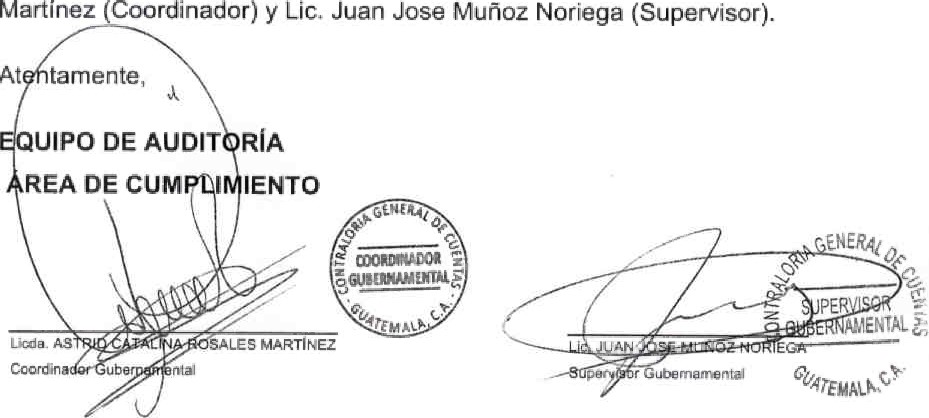 Martínez (Coordinador) y Lic. Juan Jose Muñoz Noriega (Supervisor).
Atentamente,
EQUIPO DE AUDITORÍA
ÁREA DE CUMPLIMIENTO
CONTRALORIA GENERAL DE CUENTAS
COORDINADOR
GUBERNAMENTAL
GUATEMALA, C.A.
Licda. ASTRID CATALINA ROSALES MARTÍNEZ
Coordinador Gubernamental
CONTRALORIA GENERAL DE CUENTAS
SUPERVISOR
GUBERNAMENTAL
GUATEMALA, C.A.
Lic. JUAN JOSE MUÑOZ NORIEGA
Supervisor Gubernamental